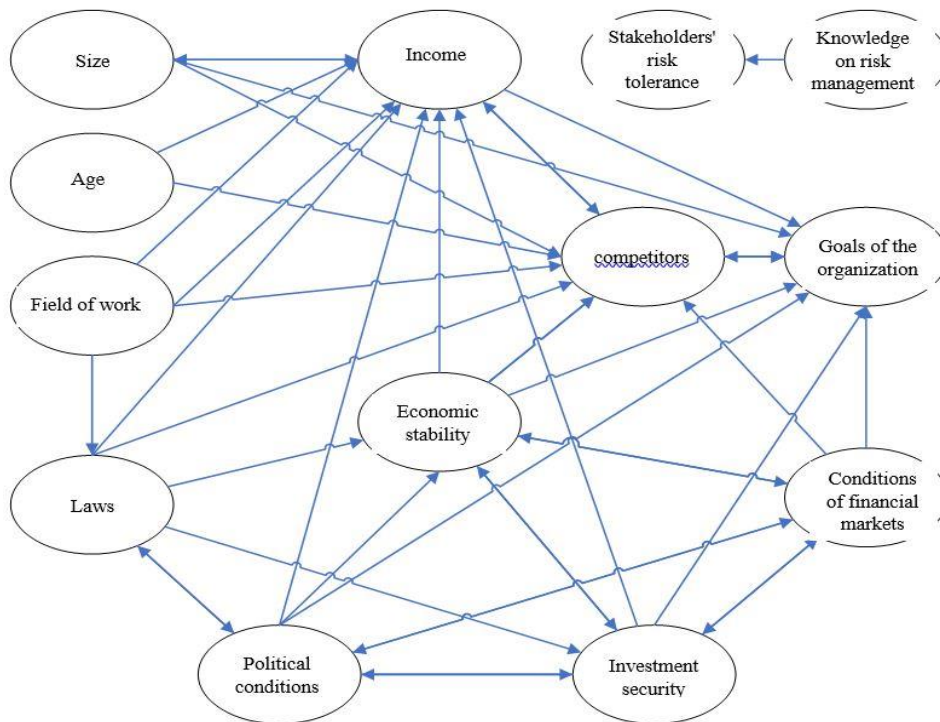 Size
Income
Stakeholders'
risk
tolerance
Knowledge
on risk
management
Age
competitors
Goals of the
organization
Field of work
Economic
stability
Laws
Conditions
of financial
markets
Political
conditions
Investment
security